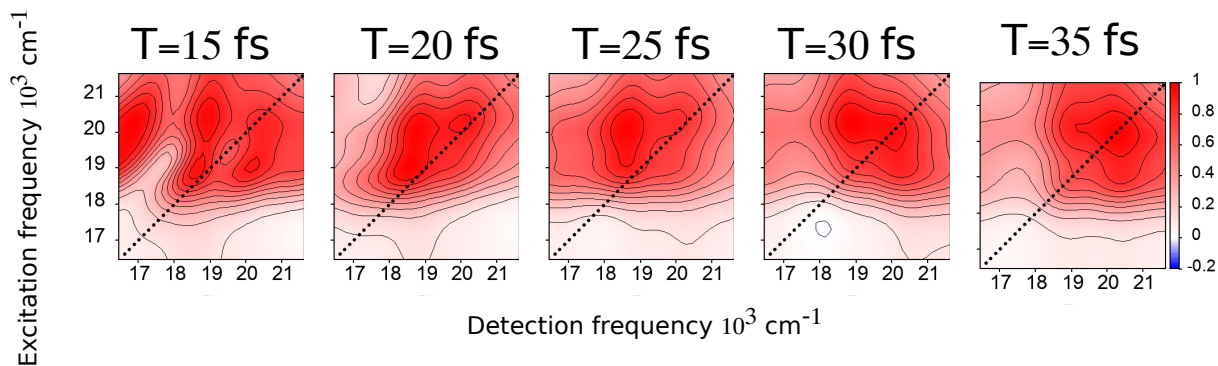 T=15 fs T=20 fs T=25 fs T=30 fs T=35 fs
Excitation frequency 10³ cm⁻¹
21
20
19
18
17
17 18 19 20 21
17 18 19 20 21
17 18 19 20 21
17 18 19 20 21
17 18 19 20 21
1
0.8
0.6
0.4
0.2
0
-0.2
Detection frequency 10³ cm⁻¹